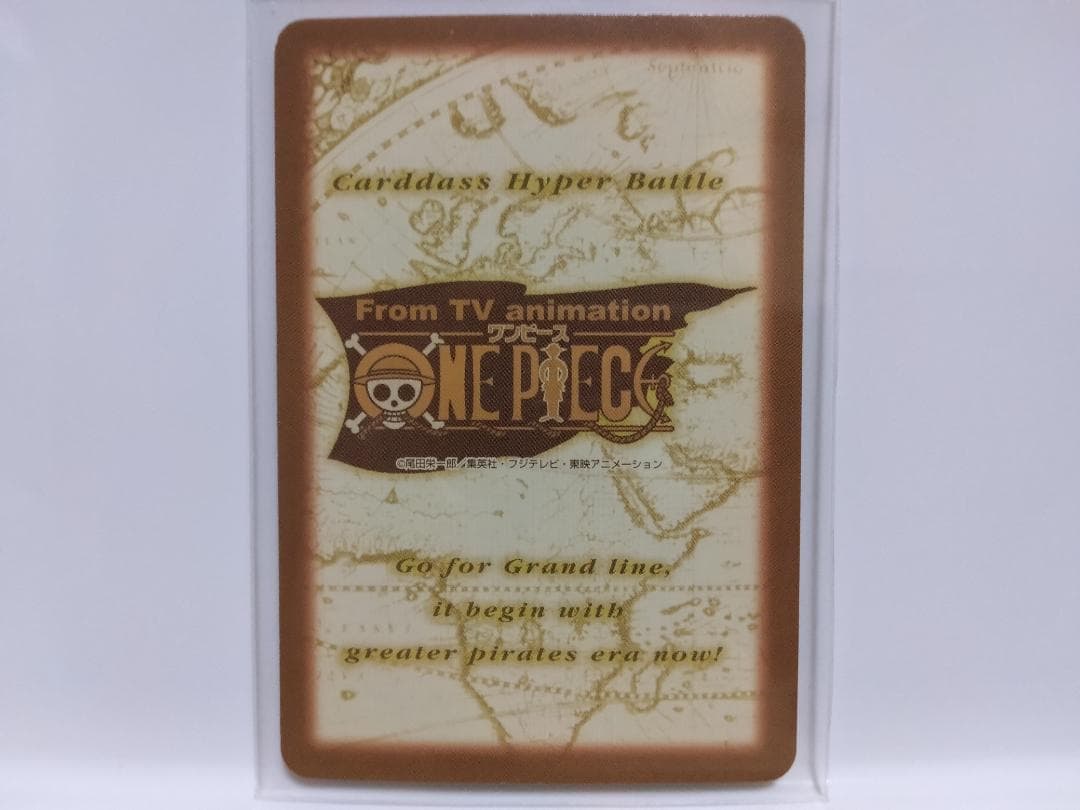 Septentrio
Carddass Hyper Battle
From TV animation
ワンピース
ONE PIECE
©尾田栄一郎/集英社・フジテレビ・東映アニメーション
Go for Grand line,
it begin with
greater pirates era now!